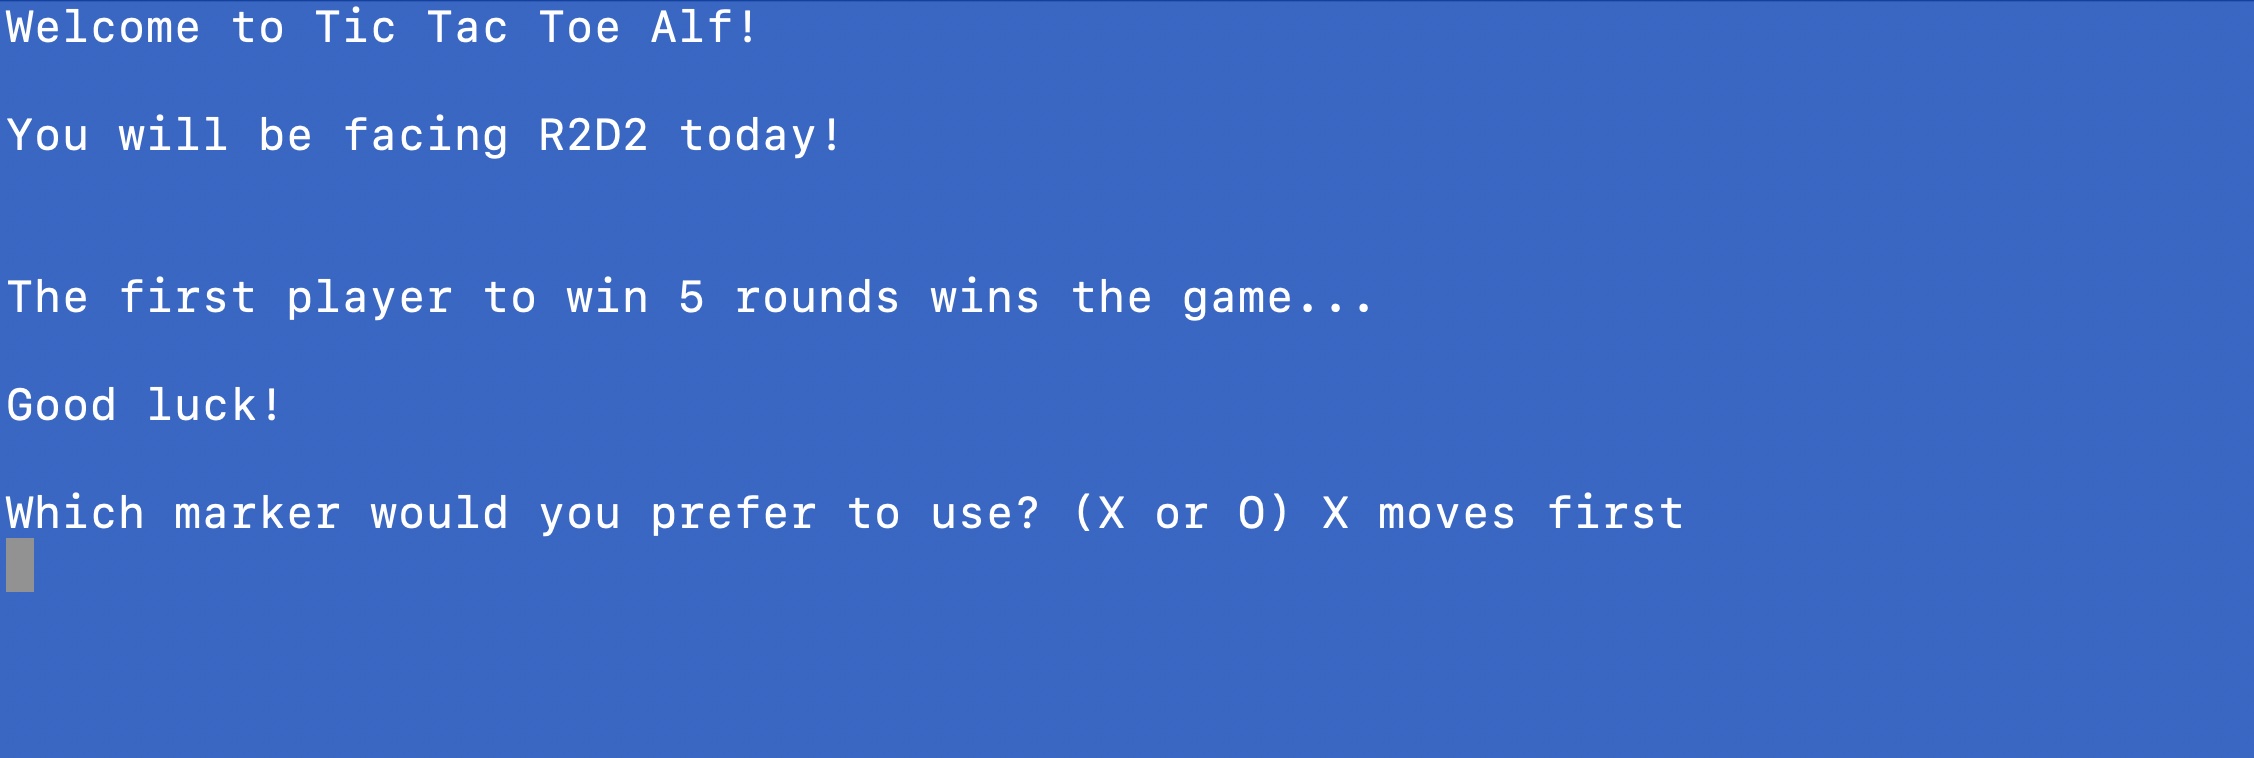 Welcome to Tic Tac Toe Alf!
You will be facing R2D2 today!
The first player to win 5 rounds wins the game...
Good luck!
Which marker would you prefer to use? (X or O) X moves first